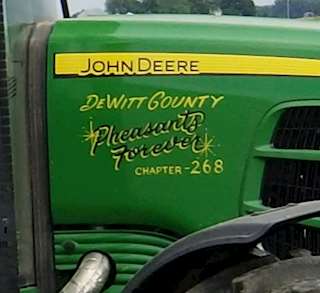 JOHN DEERE
DEWITT COUNTY
Pheasants
Forever
CHAPTER -268